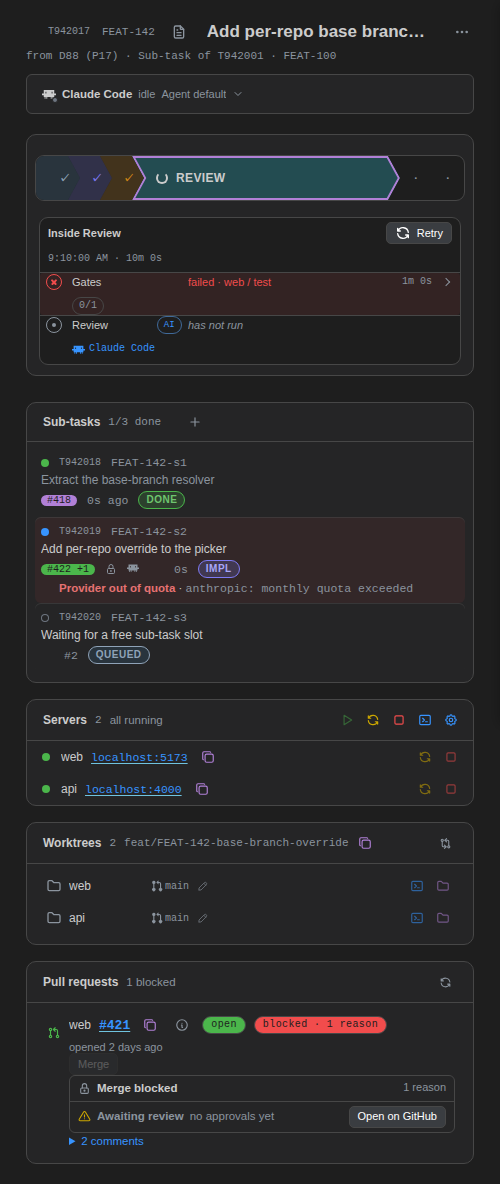 T942017 FEAT-142 Add per-repo base branc…
from D88 (P17) · Sub-task of T942001 · FEAT-100
Claude Code idle Agent default
REVIEW
Inside Review Retry
9:10:00 AM · 10m 0s
Gates failed · web / test 1m 0s
0/1
Review AI has not run
Claude Code
Sub-tasks 1/3 done
T942018 FEAT-142-s1
Extract the base-branch-resolver
#418 0s ago DONE
T942019 FEAT-142-s2
Add per-repo override to the picker
#422 +1 0s IMPL
Provider out of quota · anthropic: monthly quota exceeded
T942020 FEAT-142-s3
Waiting for a free sub-task slot
#2 QUEUED
Servers 2 all running
web localhost:5173
api localhost:4000
Worktrees 2 feat/FEAT-112-base-branch-override
web main
api main
Pull requests 1 blocked
web #421 open blocked · 1 reason
opened 2 days ago
Merge
Merge blocked 1 reason
Awaiting review no approvals yet Open on GitHub
2 comments